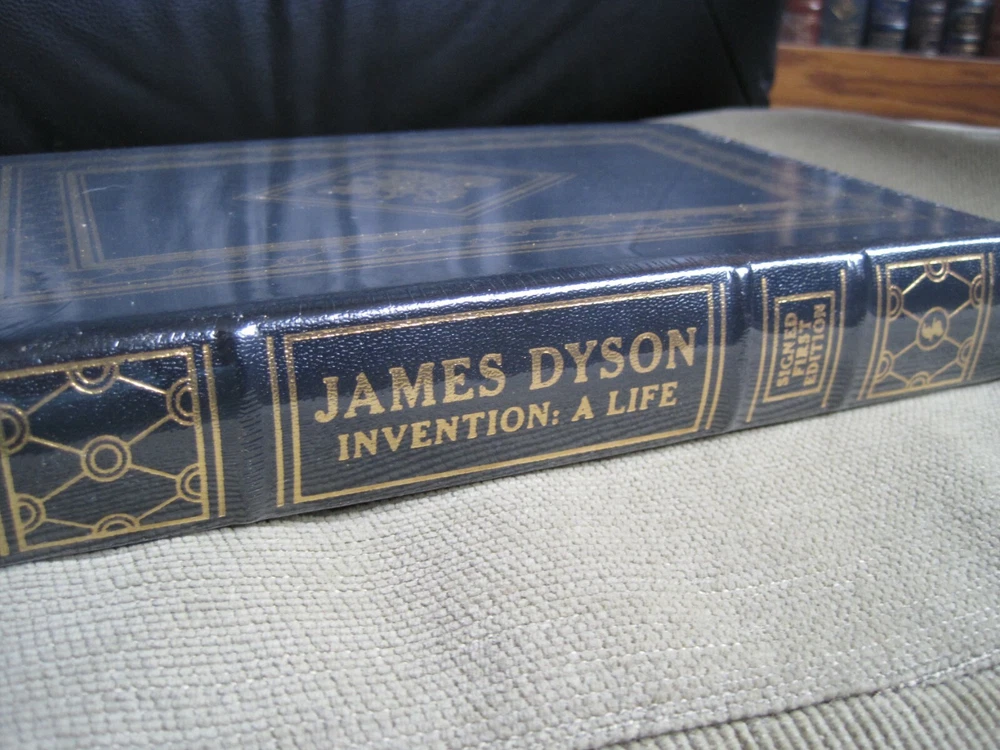 JAMES DYSON
INVENTION: A LIFE
SIGNED
FIRST
EDITION